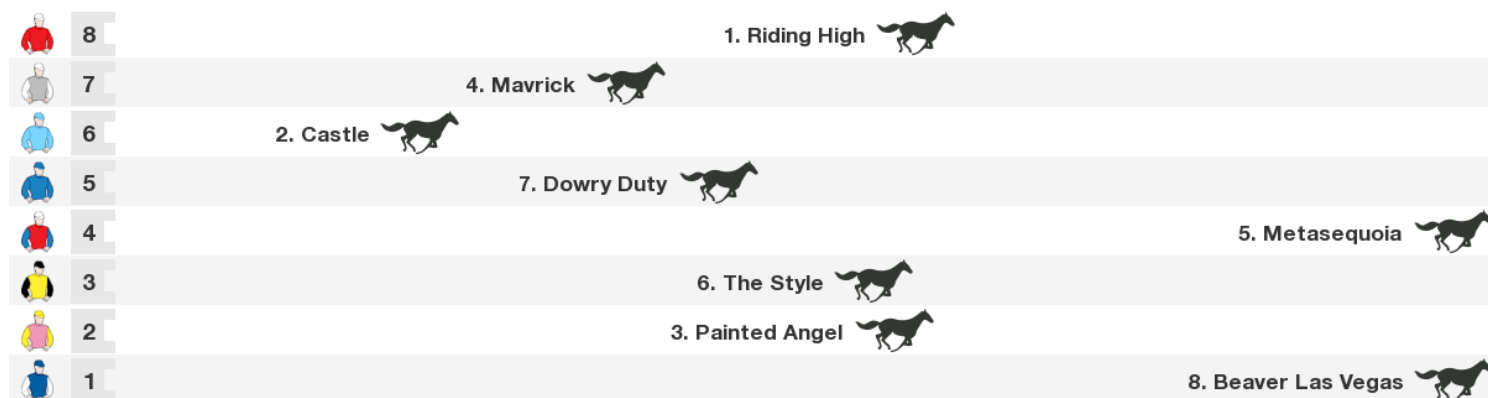 8 1. Riding High
7 4. Mavrick
6 2. Castle
5 7. Dowry Duty
4 5. Metasequoia
3 6. The Style
2 3. Painted Angel
1 8. Beaver Las Vegas